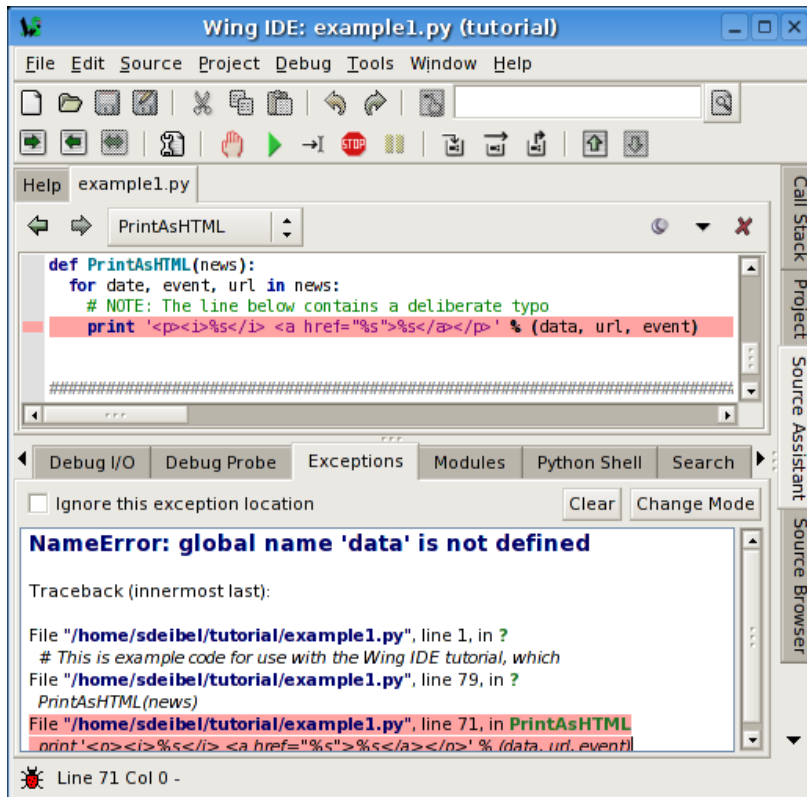 Wing IDE: example1.py (tutorial)
File Edit Source Project Debug Tools Window Help
STOP
Help example1.py
PrintAsHTML
def PrintAsHTML(news):
for date, event, url in news:
# NOTE: The line below contains a deliberate typo
print '<p><i>%s</i> <a href="%s">%s</a></p>' % (data, url, event)
Call Stack
Project
Source Assistant
Source Browser
Debug I/O Debug Probe Exceptions Modules Python Shell Search
Ignore this exception location Clear Change Mode
NameError: global name 'data' is not defined
Traceback (innermost last):
File "/home/sdeibel/tutorial/example1.py", line 1, in ?
# This is example code for use with the Wing IDE tutorial, which
File "/home/sdeibel/tutorial/example1.py", line 79, in ?
PrintAsHTML(news)
File "/home/sdeibel/tutorial/example1.py", line 71, in PrintAsHTML
print '<p><i>%s</i> <a href="%s">%s</a></p>' % (data, url, event)
Line 71 Col 0 -